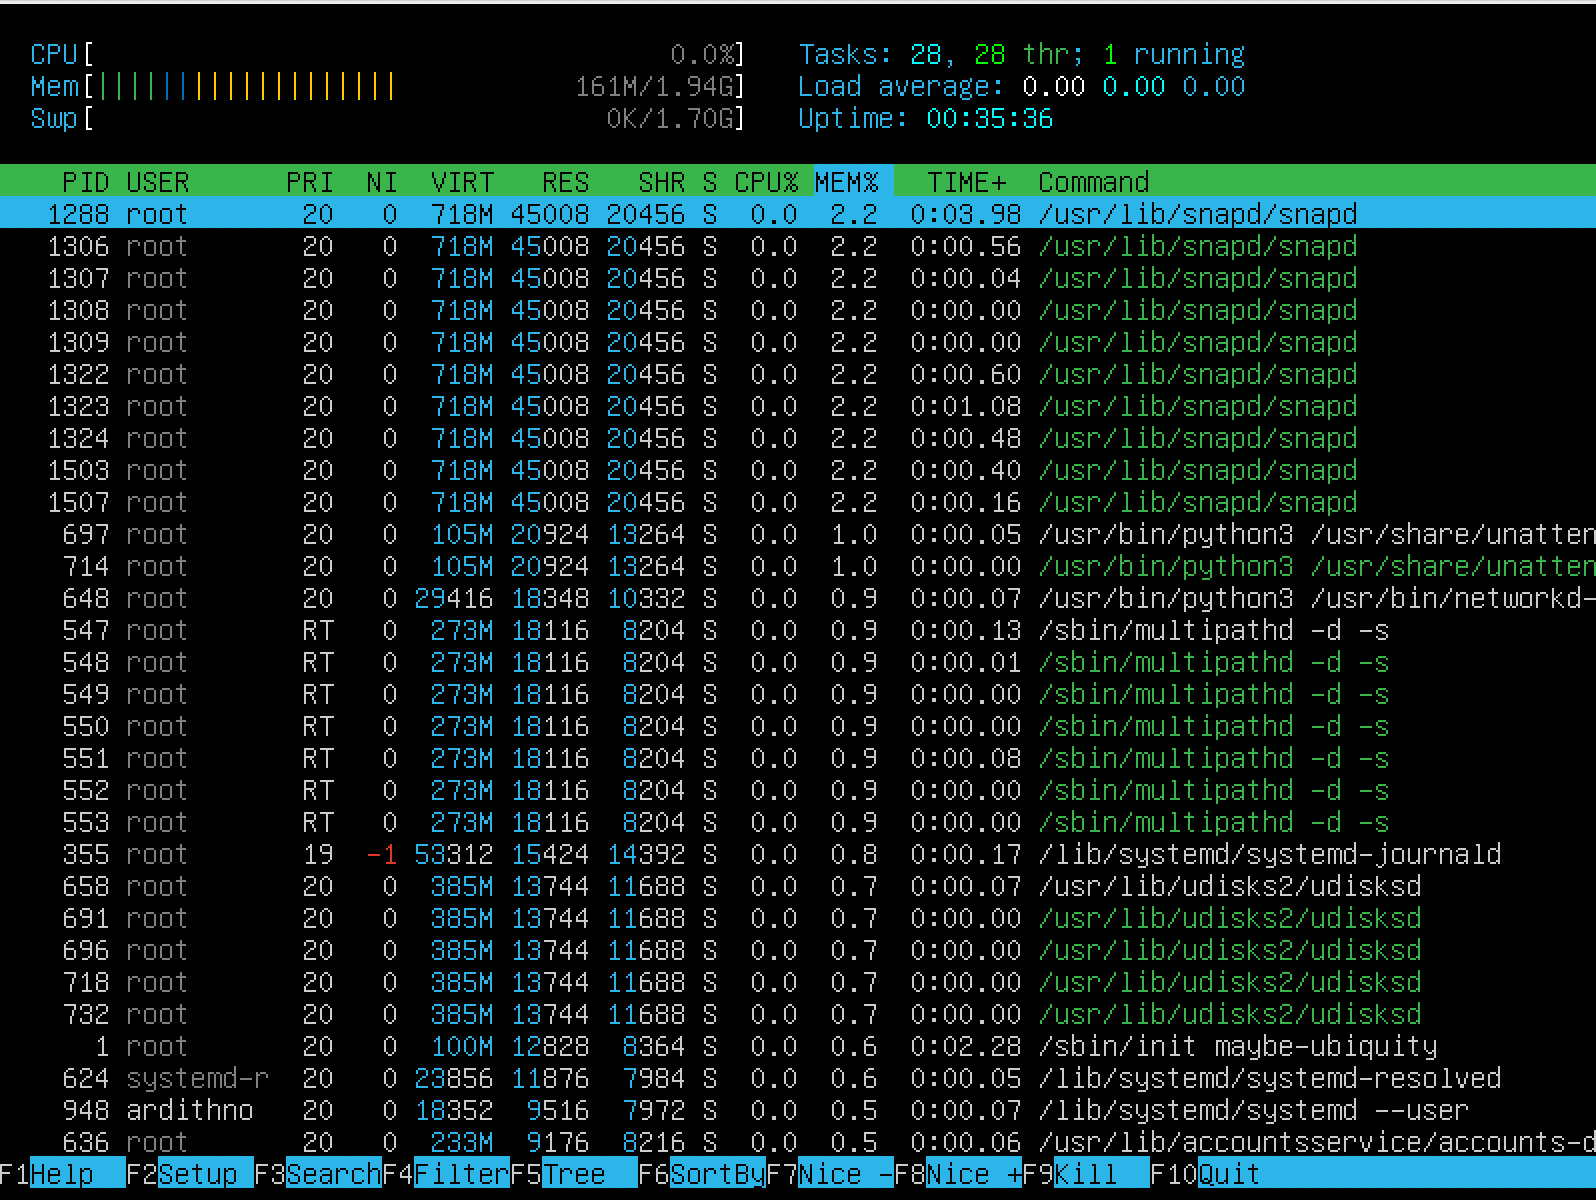 CPU[ 0.0%] Tasks: 28, 28 thr; 1 running
Mem[||||||||||||||||||| 161M/1.94G] Load average: 0.00 0.00 0.00
Swp[ 0K/1.70G] Uptime: 00:35:36
PID USER PRI NI VIRT RES SHR S CPU% MEM% TIME+ Command
1288 root 20 0 718M 45008 20456 S 0.0 2.2 0:03.98 /usr/lib/snapd/snapd
1306 root 20 0 718M 45008 20456 S 0.0 2.2 0:00.56 /usr/lib/snapd/snapd
1307 root 20 0 718M 45008 20456 S 0.0 2.2 0:00.04 /usr/lib/snapd/snapd
1308 root 20 0 718M 45008 20456 S 0.0 2.2 0:00.00 /usr/lib/snapd/snapd
1309 root 20 0 718M 45008 20456 S 0.0 2.2 0:00.00 /usr/lib/snapd/snapd
1322 root 20 0 718M 45008 20456 S 0.0 2.2 0:00.60 /usr/lib/snapd/snapd
1323 root 20 0 718M 45008 20456 S 0.0 2.2 0:01.08 /usr/lib/snapd/snapd
1324 root 20 0 718M 45008 20456 S 0.0 2.2 0:00.48 /usr/lib/snapd/snapd
1503 root 20 0 718M 45008 20456 S 0.0 2.2 0:00.40 /usr/lib/snapd/snapd
1507 root 20 0 718M 45008 20456 S 0.0 2.2 0:00.16 /usr/lib/snapd/snapd
697 root 20 0 105M 20924 13264 S 0.0 1.0 0:00.05 /usr/bin/python3 /usr/share/unatten
714 root 20 0 105M 20924 13264 S 0.0 1.0 0:00.00 /usr/bin/python3 /usr/share/unatten
648 root 20 0 29416 18348 10332 S 0.0 0.9 0:00.07 /usr/bin/python3 /usr/bin/networkd-
547 root RT 0 273M 18116 8204 S 0.0 0.9 0:00.13 /sbin/multipathd -d -s
548 root RT 0 273M 18116 8204 S 0.0 0.9 0:00.01 /sbin/multipathd -d -s
549 root RT 0 273M 18116 8204 S 0.0 0.9 0:00.00 /sbin/multipathd -d -s
550 root RT 0 273M 18116 8204 S 0.0 0.9 0:00.00 /sbin/multipathd -d -s
551 root RT 0 273M 18116 8204 S 0.0 0.9 0:00.08 /sbin/multipathd -d -s
552 root RT 0 273M 18116 8204 S 0.0 0.9 0:00.00 /sbin/multipathd -d -s
553 root RT 0 273M 18116 8204 S 0.0 0.9 0:00.00 /sbin/multipathd -d -s
355 root 19 -1 53312 15424 14392 S 0.0 0.8 0:00.17 /lib/systemd/systemd-journald
658 root 20 0 385M 13744 11688 S 0.0 0.7 0:00.07 /usr/lib/udisks2/udisksd
691 root 20 0 385M 13744 11688 S 0.0 0.7 0:00.00 /usr/lib/udisks2/udisksd
696 root 20 0 385M 13744 11688 S 0.0 0.7 0:00.00 /usr/lib/udisks2/udisksd
718 root 20 0 385M 13744 11688 S 0.0 0.7 0:00.00 /usr/lib/udisks2/udisksd
732 root 20 0 385M 13744 11688 S 0.0 0.7 0:00.00 /usr/lib/udisks2/udisksd
1 root 20 0 100M 12828 8364 S 0.0 0.6 0:02.28 /sbin/init maybe-ubiquity
624 systemd-r 20 0 23856 11876 7984 S 0.0 0.6 0:00.05 /lib/systemd/systemd-resolved
948 ardithno 20 0 18352 9516 7972 S 0.0 0.5 0:00.07 /lib/systemd/systemd --user
636 root 20 0 233M 9176 8216 S 0.0 0.5 0:00.06 /usr/lib/accountsservice/accounts-d
F1Help F2Setup F3SearchF4FilterF5Tree F6SortByF7Nice -F8Nice +F9Kill F10Quit